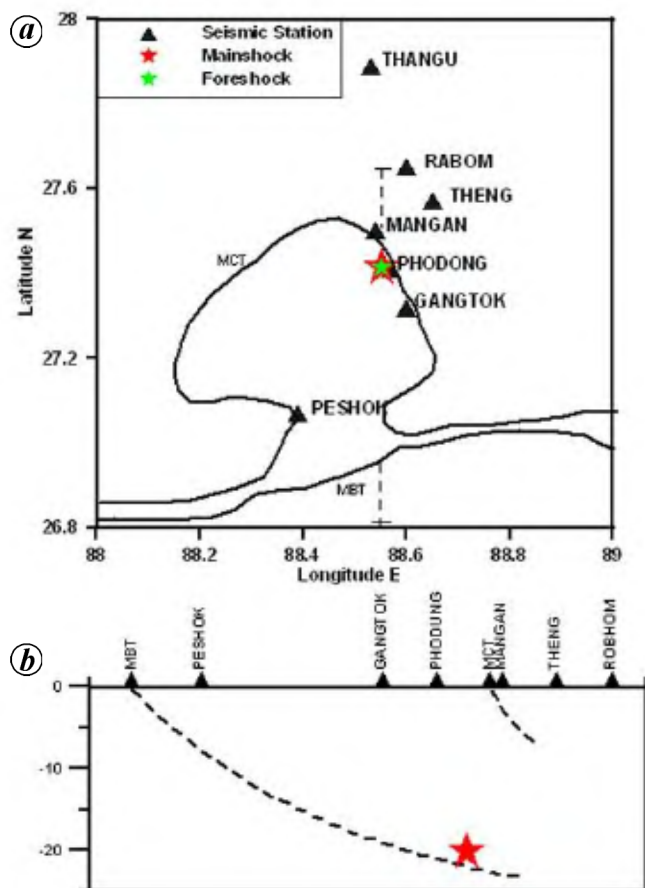 a
28
Seismic Station
Mainshock
Foreshock
THANGU
RABOM
27.6
THENG
MANGAN
MCT
PHODONG
GANGTOK
Latitude N
27.2
PESHOK
MBT
26.8
88
88.2
88.4
88.6
88.8
89
Longitude E
b
MBT
PESHOK
GANGTOK
PHODUNG
MCT
MANGAN
THENG
ROBHOM
0
-10
-20